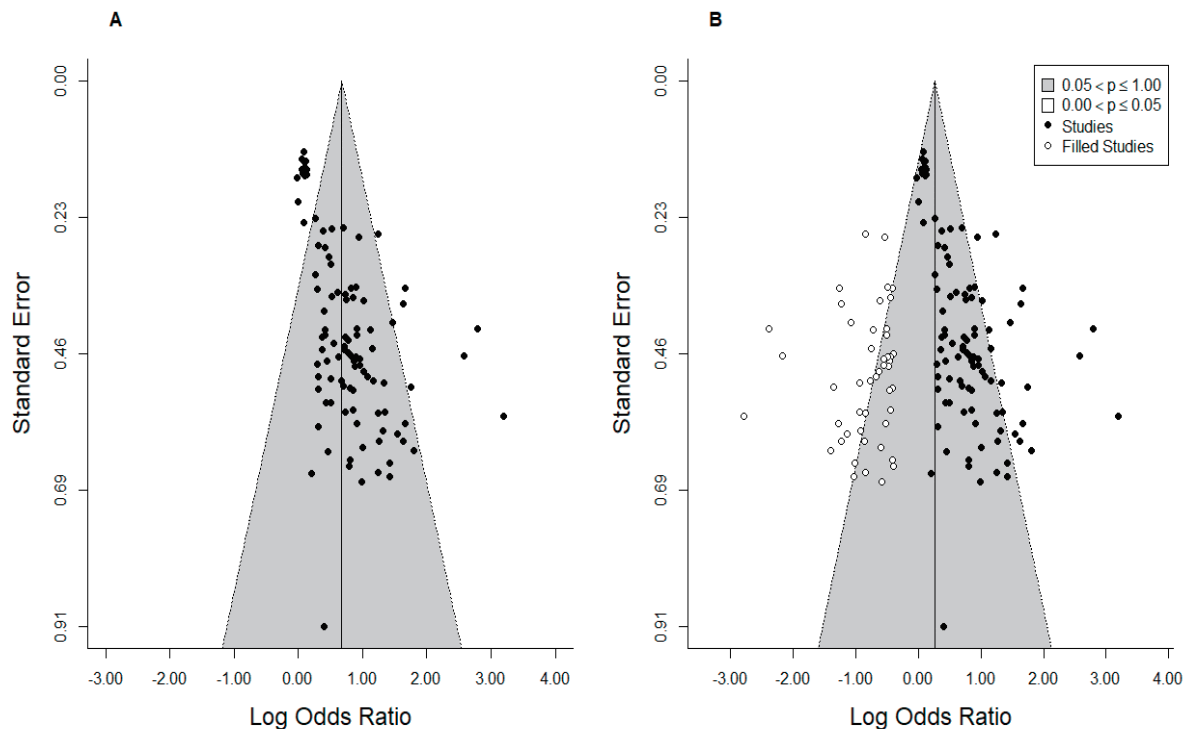 A
Standard Error
0.00
0.23
0.46
0.69
0.91
-3.00 -2.00 -1.00 0.00 1.00 2.00 3.00 4.00
Log Odds Ratio
B
0.05 < p ≤ 1.00
0.00 < p ≤ 0.05
Studies
Filled Studies
Standard Error
0.00
0.23
0.46
0.69
0.91
-3.00 -2.00 -1.00 0.00 1.00 2.00 3.00 4.00
Log Odds Ratio